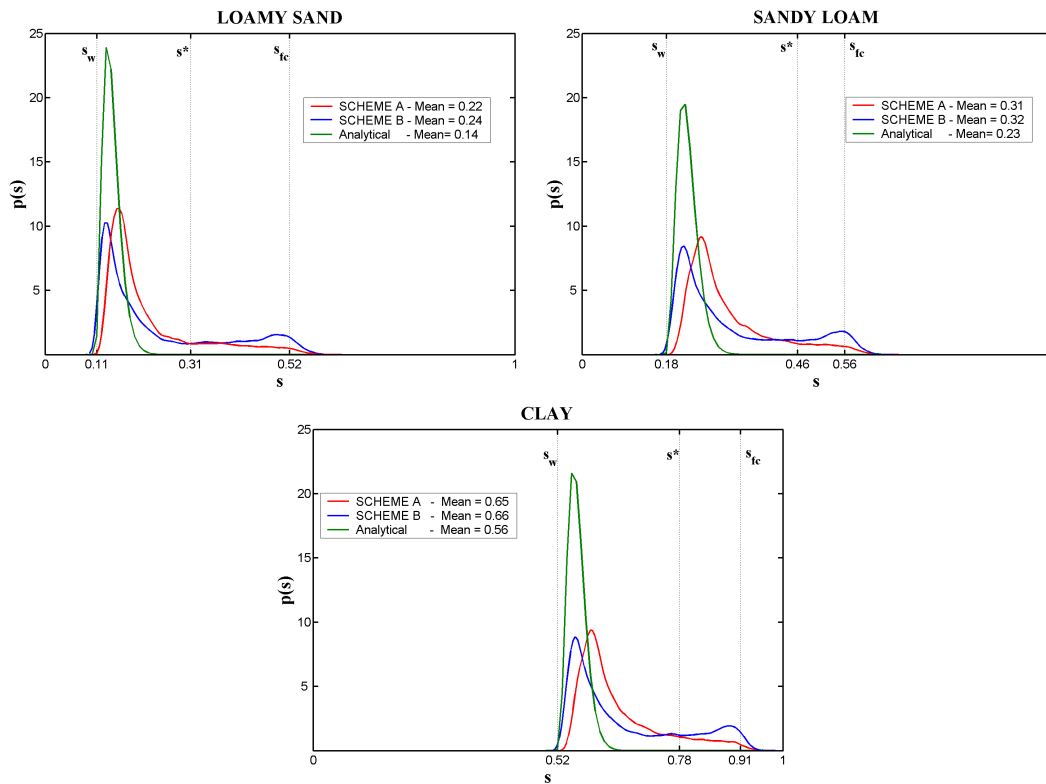 LOAMY SAND
25
20
15
10
5
p(s)
s_w
s*
s_fc
SCHEME A - Mean = 0.22
SCHEME B - Mean = 0.24
Analytical - Mean= 0.14
0 0.11 0.31 0.52 1
s
SANDY LOAM
25
20
15
10
5
p(s)
s_w
s*
s_fc
SCHEME A - Mean = 0.31
SCHEME B - Mean = 0.32
Analytical - Mean= 0.23
0 0.18 0.46 0.56
s
CLAY
25
20
15
10
5
p(s)
s_w
s*
s_fc
SCHEME A - Mean = 0.65
SCHEME B - Mean = 0.66
Analytical - Mean = 0.56
0 0.52 0.78 0.91 1
s